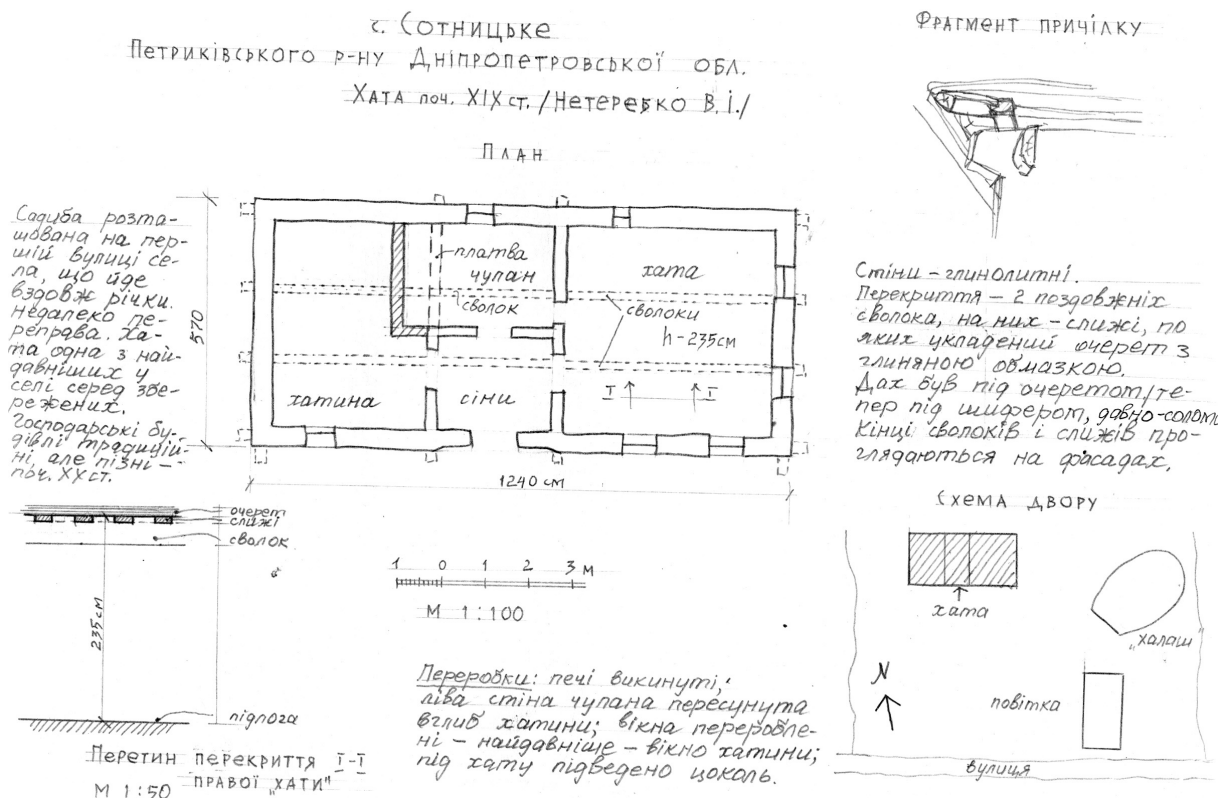 с. Сотницьке
Петриківського р-ну Дніпропетровської обл.
Хата поч. XIX ст. /Нетеребко В.І./
План
Фрагмент причілку
Садиба розта-
шована на пер-
шій вулиці се-
ла, що йде
вздовж річки.
Недалеко пе-
реправа. Ха-
та одна з най-
давніших у
селі серед збе-
режених.
Господарські бу-
дівлі традицій-
ні, але пізні –
поч. XX ст.
570
платва
чулан
сволок
хата
сволоки
h-235см
хатина
сіни
I
I
1240 см
Стіни – глинолитні.
Перекриття – 2 поздовжніх
сволока, на них – слижі, по
яких укладений очерет з
глиняною обмазкою.
Дах був під очеретом/те-
пер під шифером, давно-солом
Кінці сволоків і слижів про-
глядаються на фасадах.
очерет
слижі
сволок
235см
підлога
Перетин перекриття I-I
правої „хати"
М 1:50
1 0 1 2 3 м
М 1:100
Переробки: печі викинуті;
ліва стіна чулана пересунута
вглиб хатини; вікна переробле-
ні – найдавніше – вікно хатини;
під хату підведено цоколь.
Схема двору
хата
„халаш"
N
повітка
вулиця